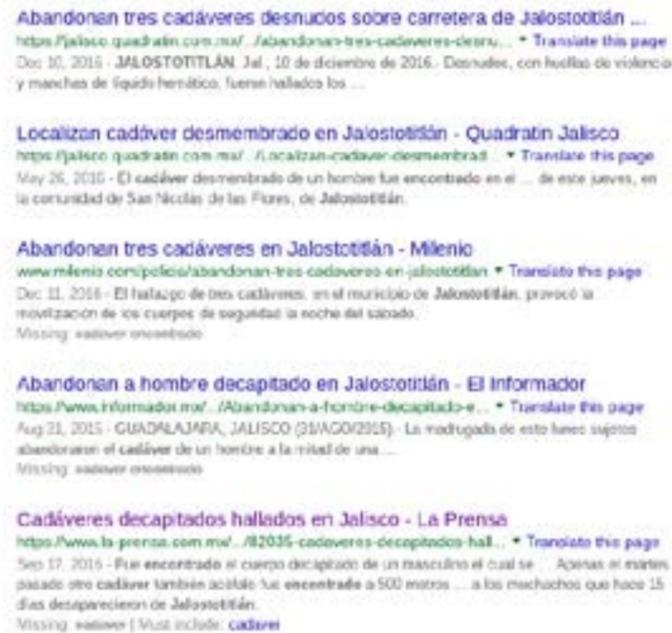 Abandonan tres cadáveres desnudos sobre carretera de Jalostotitlán ...
https://jalisco.quadratin.com.mx/.../abandonan-tres-cadaveres-desnu... ▼ Translate this page
Dec 10, 2016 - JALOSTOTITLÁN, Jal., 10 de diciembre de 2016.- Desnudos, con huellas de violencia
y manchas de líquido hemático, fueron hallados los ...
Localizan cadáver desmembrado en Jalostotitlán - Quadratin Jalisco
https://jalisco.quadratin.com.mx/.../Localizan-cadaver-desmembrad... ▼ Translate this page
May 26, 2016 - El cadáver desmembrado de un hombre fue encontrado en el ... de este jueves, en
la comunidad de San Nicolás de las Flores, de Jalostotitlán.
Abandonan tres cadáveres en Jalostotitlán - Milenio
www.milenio.com/policia/abandonan-tres-cadaveres-en-jalostotitlan ▼ Translate this page
Dec 11, 2016 - El hallazgo de tres cadáveres, en el municipio de Jalostotitlán, provocó la
movilización de los cuerpos de seguridad la noche del sábado.
Missing: cadaver encontrado
Abandonan a hombre decapitado en Jalostotitlán - El Informador
https://www.informador.mx/.../Abandonan-a-hombre-decapitado-e... ▼ Translate this page
Aug 31, 2015 - GUADALAJARA, JALISCO (31/AGO/2015).- La madrugada de este lunes sujetos
abandonaron el cadáver de un hombre a la mitad de una ...
Missing: cadaver encontrado
Cadáveres decapitados hallados en Jalisco - La Prensa
https://www.la-prensa.com.mx/.../82035-cadaveres-decapitados-hall... ▼ Translate this page
Sep 17, 2015 - Fue encontrado el cuerpo decapitado de un masculino el cual se ... Apenas el martes
pasado otro cadáver también acéfalo fue encontrado a 500 metros ... a los muchachos que hace 15
días desaparecieron de Jalostotitlán.
Missing: cadaver | Must include: cadaver